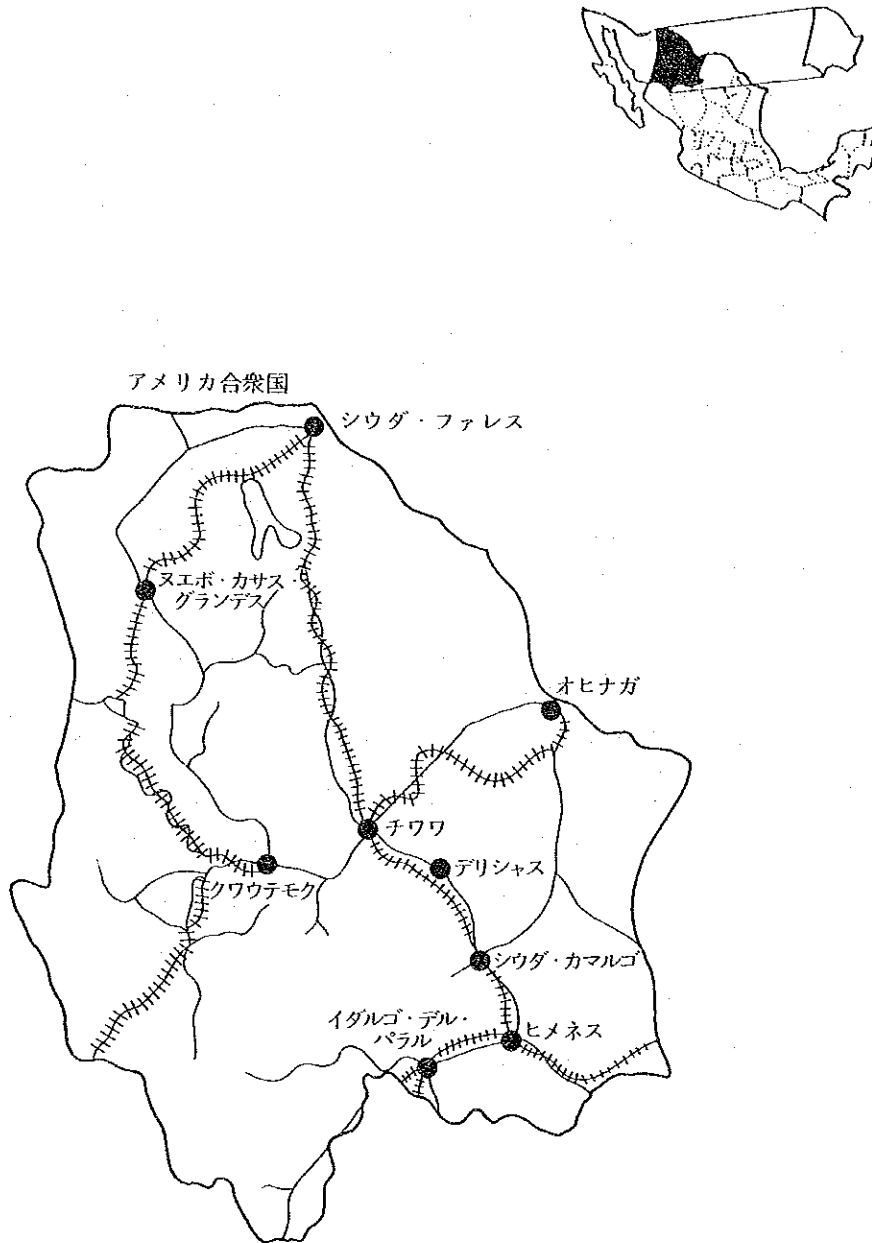 アメリカ合衆国
シウダ・ファレス
ヌエボ・カサス・
グランデス
オヒナガ
チワワ
デリシャス
クワウテモク
シウダ・カマルゴ
イダルゴ・デル・
パラル
ヒメネス